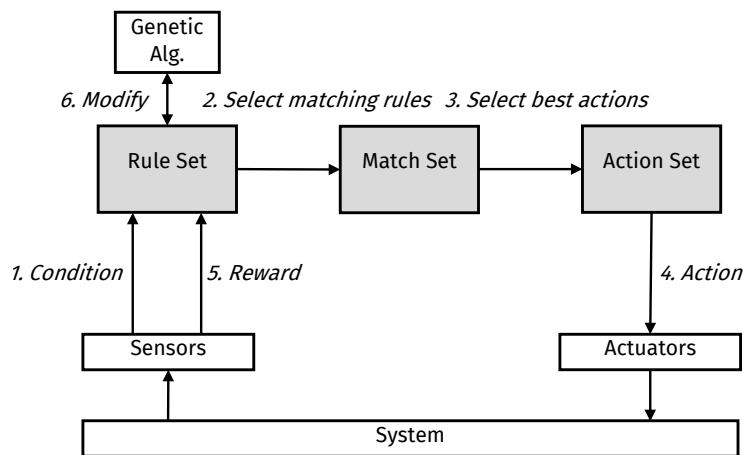 Genetic
Alg.
6. Modify
2. Select matching rules
3. Select best actions
Rule Set
Match Set
Action Set
1. Condition
5. Reward
4. Action
Sensors
Actuators
System